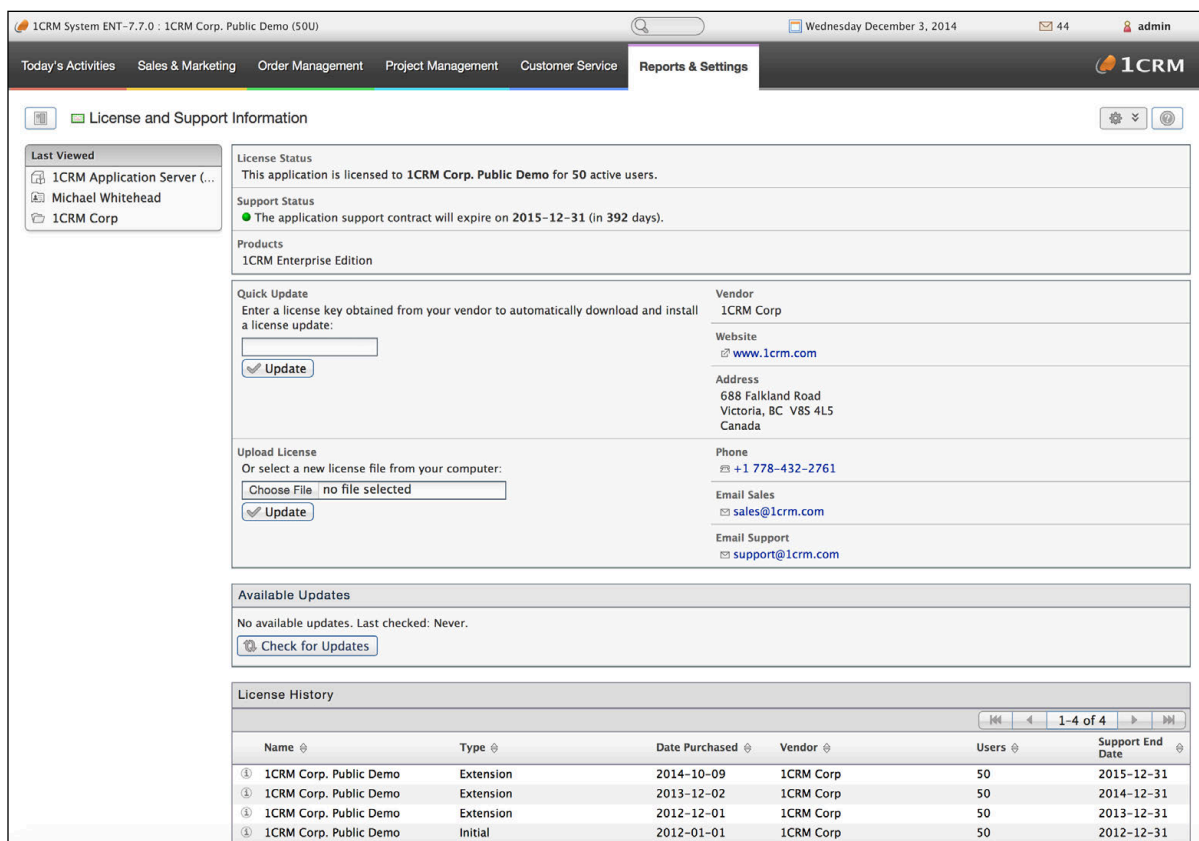 1CRM System ENT-7.7.0 : 1CRM Corp. Public Demo (50U)
Wednesday December 3, 2014
44
admin
Today's Activities
Sales & Marketing
Order Management
Project Management
Customer Service
Reports & Settings
1CRM
License and Support Information
Last Viewed
1CRM Application Server (...
Michael Whitehead
1CRM Corp
License Status
This application is licensed to 1CRM Corp. Public Demo for 50 active users.
Support Status
The application support contract will expire on 2015-12-31 (in 392 days).
Products
1CRM Enterprise Edition
Quick Update
Enter a license key obtained from your vendor to automatically download and install
a license update:
Update
Upload License
Or select a new license file from your computer:
Choose File no file selected
Update
Vendor
1CRM Corp
Website
www.1crm.com
Address
688 Falkland Road
Victoria, BC V8S 4L5
Canada
Phone
+1 778-432-2761
Email Sales
sales@1crm.com
Email Support
support@1crm.com
Available Updates
No available updates. Last checked: Never.
Check for Updates
License History
1-4 of 4
Name Type Date Purchased Vendor Users Support End
Date
1CRM Corp. Public Demo Extension 2014-10-09 1CRM Corp 50 2015-12-31
1CRM Corp. Public Demo Extension 2013-12-02 1CRM Corp 50 2014-12-31
1CRM Corp. Public Demo Extension 2012-12-01 1CRM Corp 50 2013-12-31
1CRM Corp. Public Demo Initial 2012-01-01 1CRM Corp 50 2012-12-31